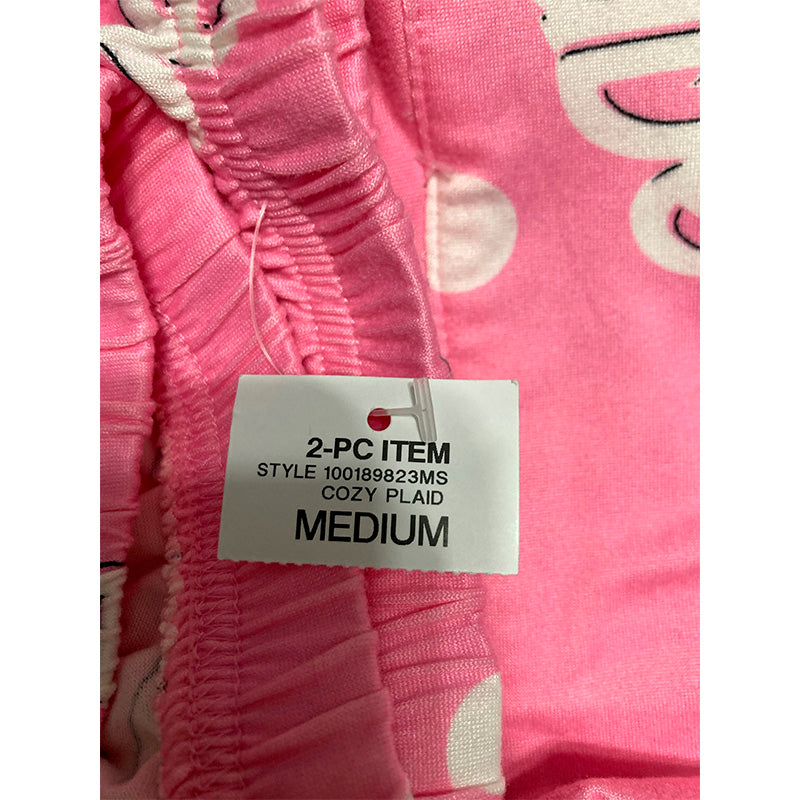 2-PC ITEM
STYLE 100189823MS
COZY PLAID
MEDIUM